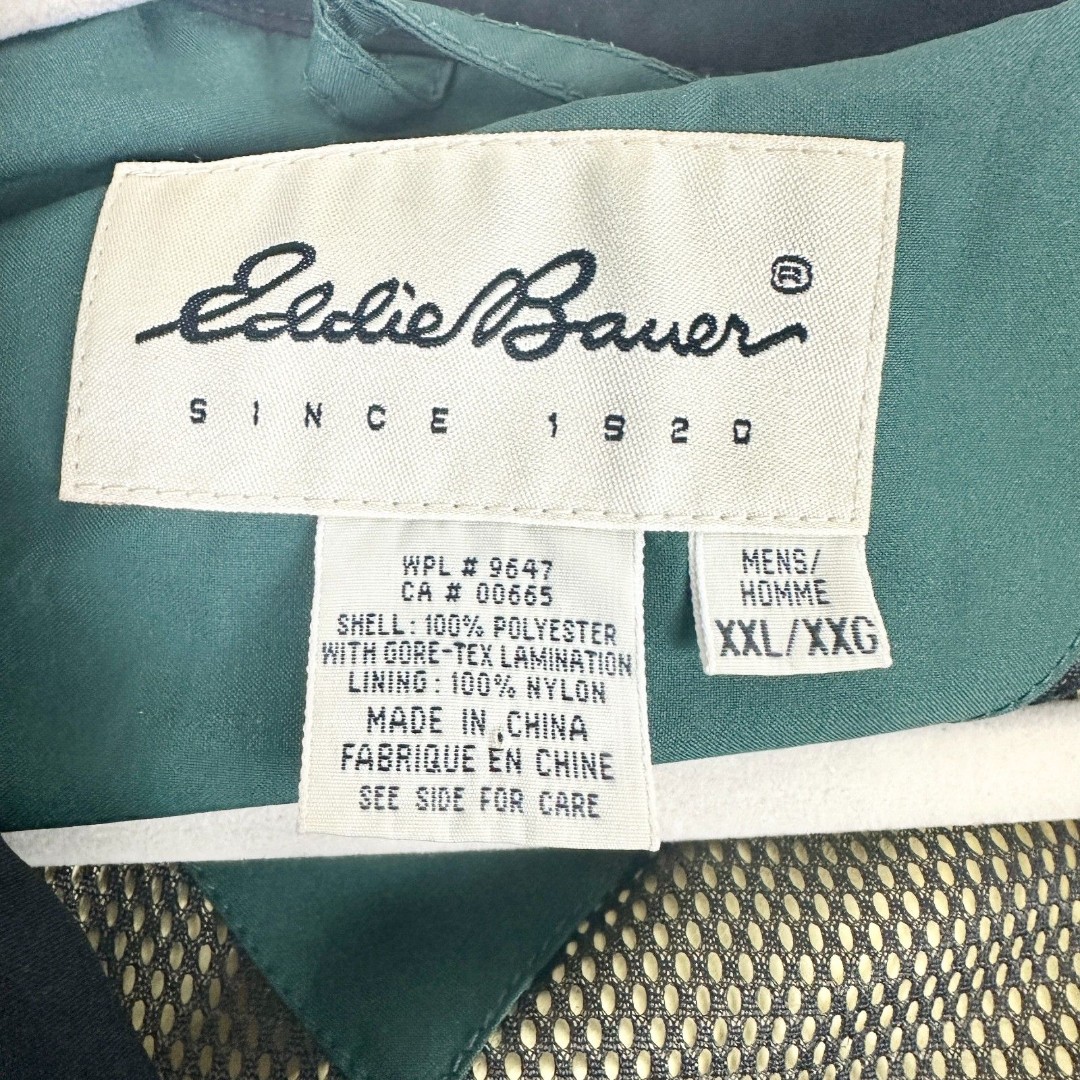 Eddie Bauer ®
SINCE 1920
WPL # 9647
CA # 00665
SHELL: 100% POLYESTER
WITH GORE-TEX LAMINATION
LINING: 100% NYLON
MADE IN CHINA
FABRIQUE EN CHINE
SEE SIDE FOR CARE
MENS/
HOMME
XXL/XXG